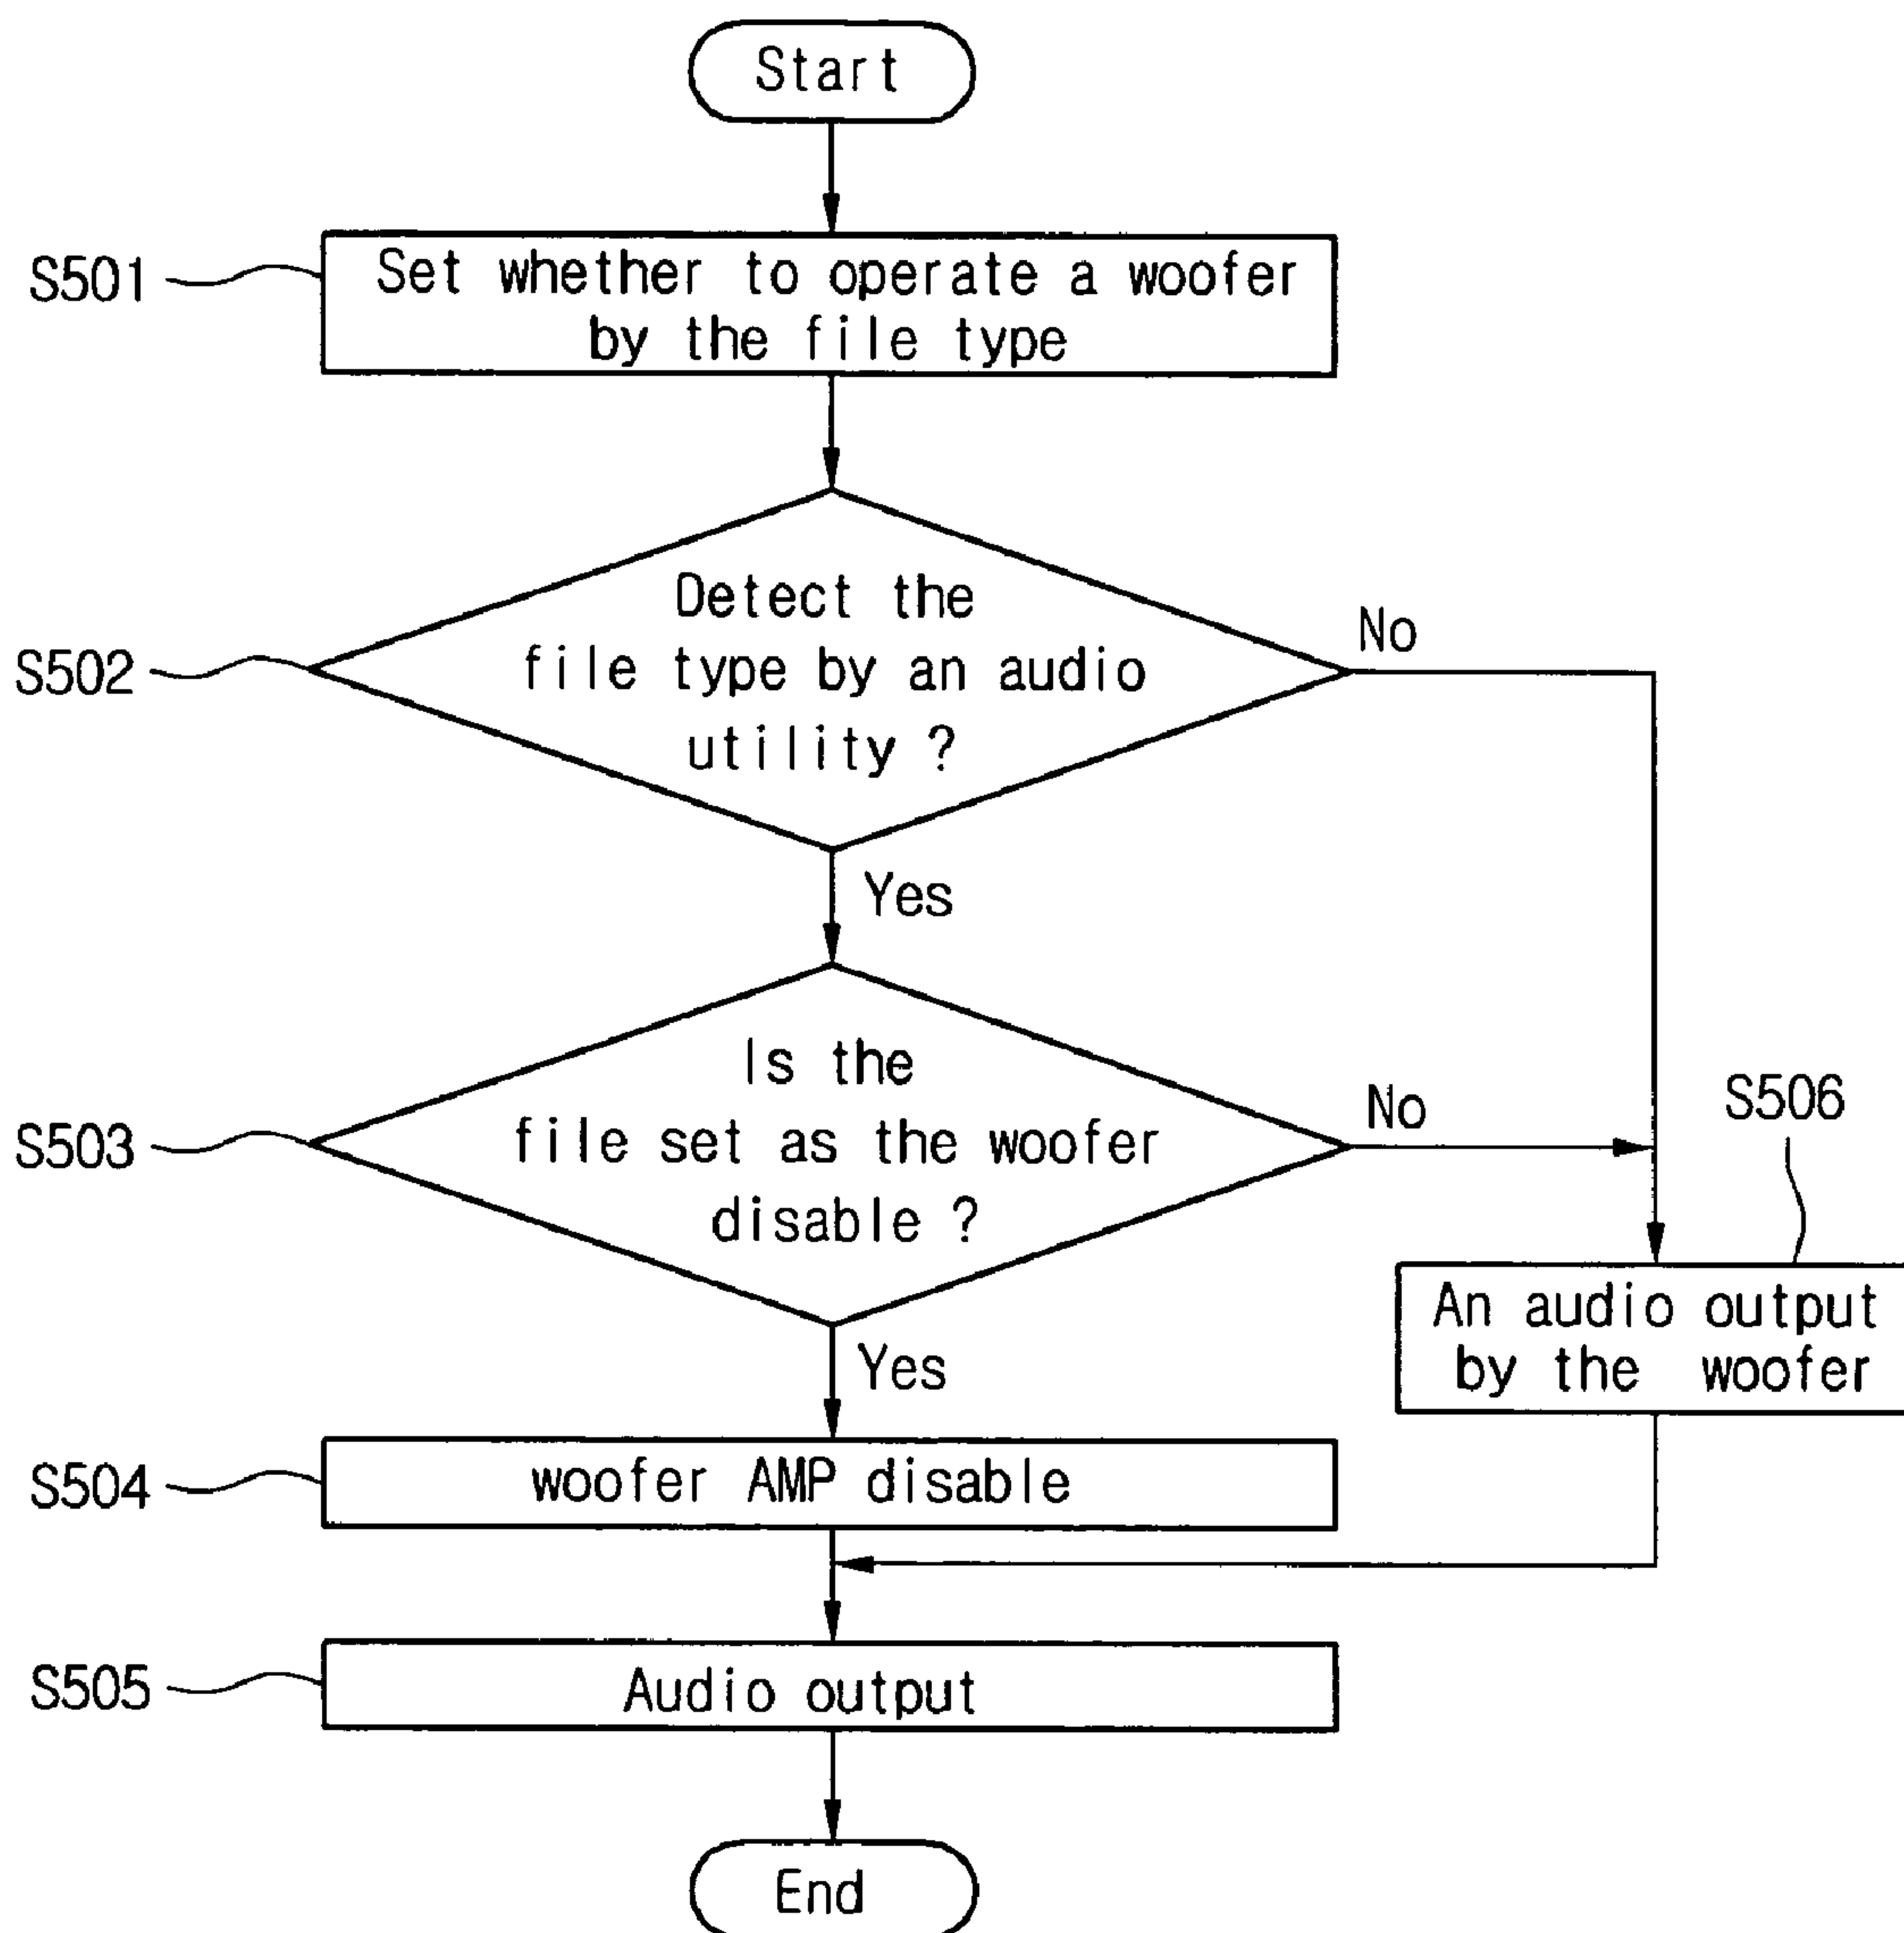 Start
S501
Set whether to operate a woofer
by the file type
S502
Detect the
file type by an audio
utility ?
No
Yes
S503
Is the
file set as the woofer
disable ?
No
S506
An audio output
by the woofer
Yes
S504
woofer AMP disable
S505
Audio output
End